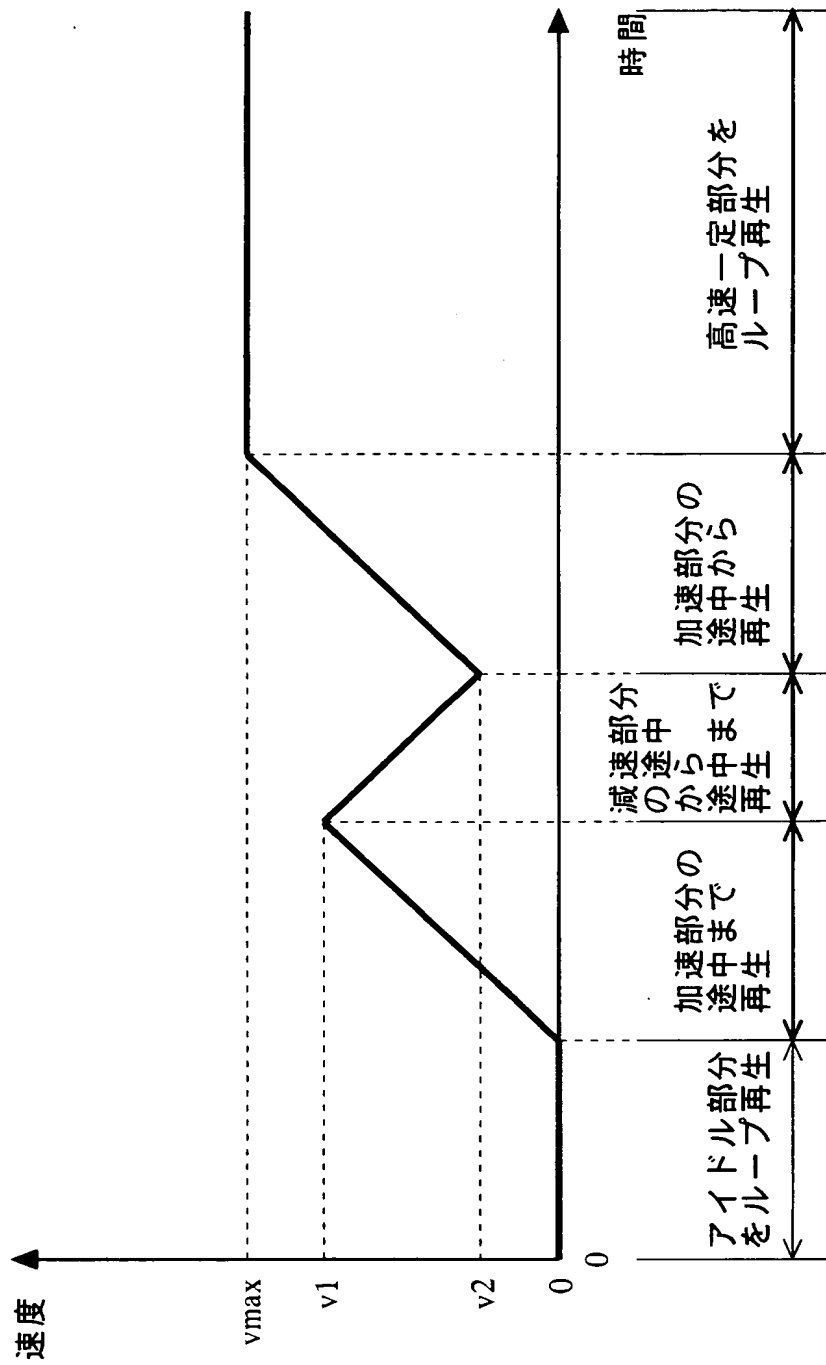 速度
vmax
v1
v2
0
0
時間
アイドル部分
をループ再生
加速部分の
途中まで
再生
減速部分
の途中
から
途中まで
再生
加速部分の
途中から
再生
高速一定部分を
ループ再生